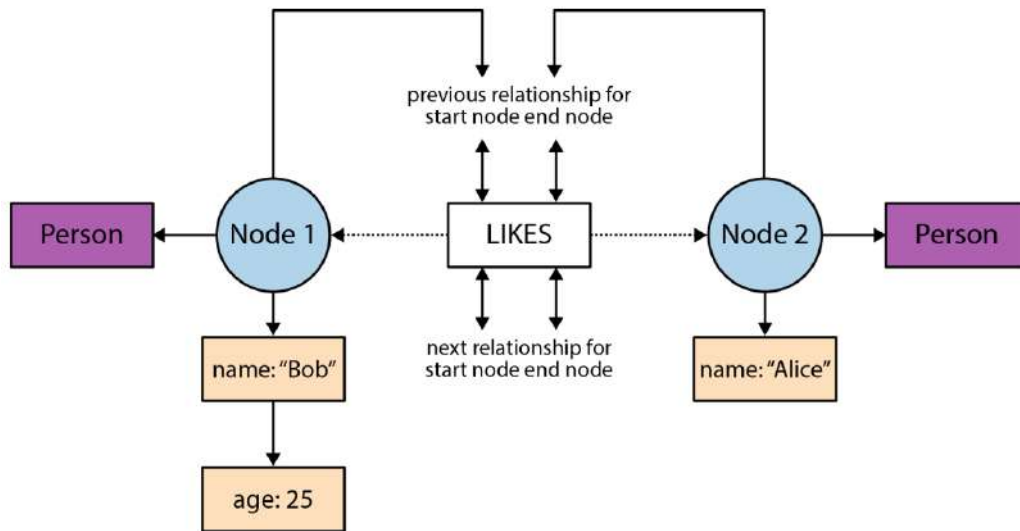 previous relationship for
start node end node
Person
Node 1
LIKES
Node 2
Person
name: “Bob”
next relationship for
start node end node
name: “Alice”
age: 25